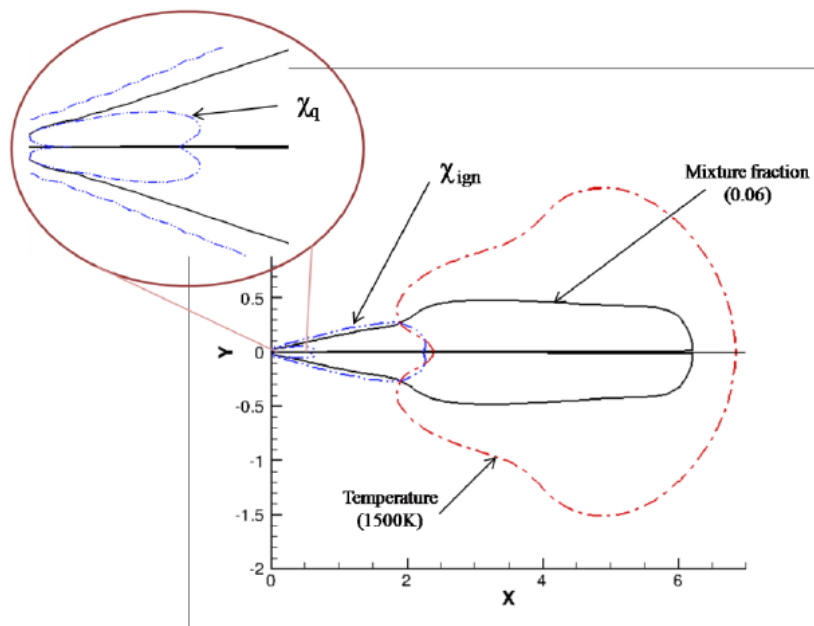 χq
χign
Mixture fraction
(0.06)
0.5
0
-0.5
-1
-1.5
-2
Y
Temperature
(1500K)
0
2
4
6
X